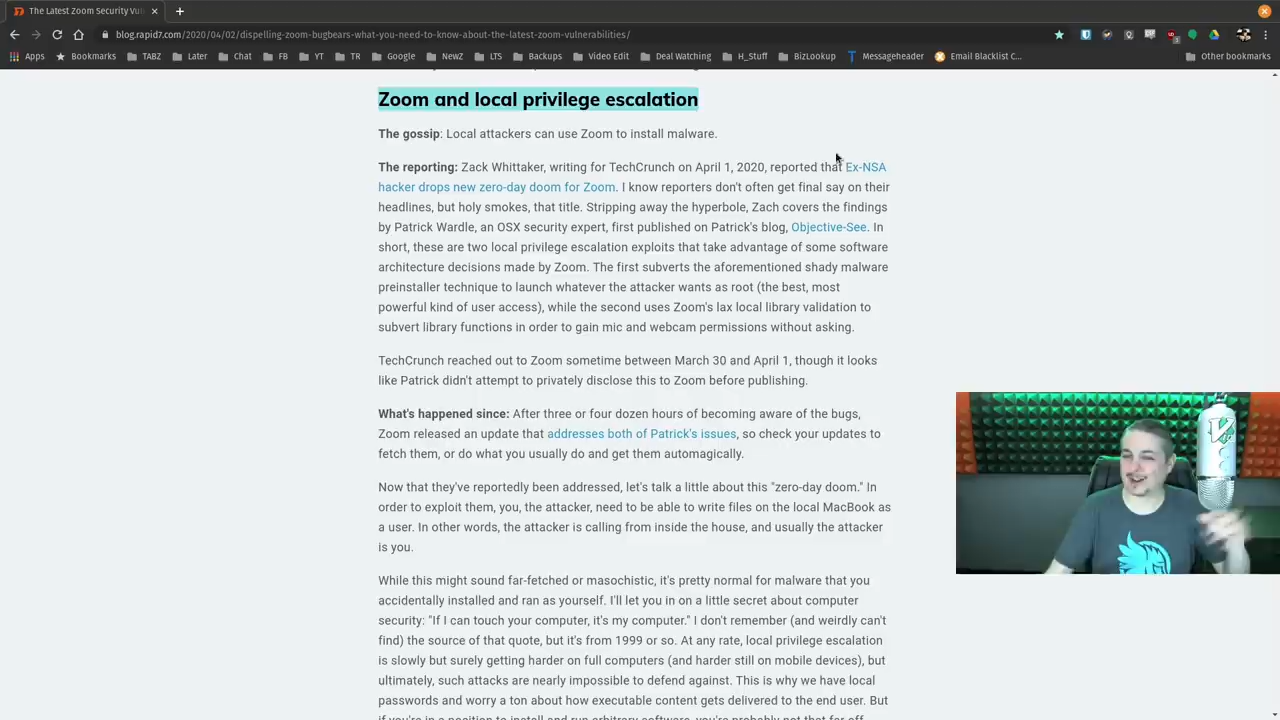 The Latest Zoom Security Vul
blog.rapid7.com/2020/04/02/dispelling-zoom-bugbears-what-you-need-to-know-about-the-latest-zoom-vulnerabilities/
Apps Bookmarks TABZ Later Chat FB YT TR Google NewZ LTS Backups Video Edit Deal Watching H_Stuff BizLookup Messageheader Email Blacklist C... Other bookmarks
Zoom and local privilege escalation
The gossip: Local attackers can use Zoom to install malware.
The reporting: Zack Whittaker, writing for TechCrunch on April 1, 2020, reported that Ex-NSA
hacker drops new zero-day doom for Zoom. I know reporters don't often get final say on their
headlines, but holy smokes, that title. Stripping away the hyperbole, Zach covers the findings
by Patrick Wardle, an OSX security expert, first published on Patrick's blog, Objective-See. In
short, these are two local privilege escalation exploits that take advantage of some software
architecture decisions made by Zoom. The first subverts the aforementioned shady malware
preinstaller technique to launch whatever the attacker wants as root (the best, most
powerful kind of user access), while the second uses Zoom's lax local library validation to
subvert library functions in order to gain mic and webcam permissions without asking.
TechCrunch reached out to Zoom sometime between March 30 and April 1, though it looks
like Patrick didn't attempt to privately disclose this to Zoom before publishing.
What's happened since: After three or four dozen hours of becoming aware of the bugs,
Zoom released an update that addresses both of Patrick's issues, so check your updates to
fetch them, or do what you usually do and get them automagically.
Now that they've reportedly been addressed, let's talk a little about this "zero-day doom." In
order to exploit them, you, the attacker, need to be able to write files on the local MacBook as
a user. In other words, the attacker is calling from inside the house, and usually the attacker
is you.
While this might sound far-fetched or masochistic, it's pretty normal for malware that you
accidentally installed and ran as yourself. I'll let you in on a little secret about computer
security: "If I can touch your computer, it's my computer." I don't remember (and weirdly can't
find) the source of that quote, but it's from 1999 or so. At any rate, local privilege escalation
is slowly but surely getting harder on full computers (and harder still on mobile devices), but
ultimately, such attacks are nearly impossible to defend against. This is why we have local
passwords and worry a ton about how executable content gets delivered to the end user. But
if you're in a position to install and run arbitrary software, you're probably not that far off